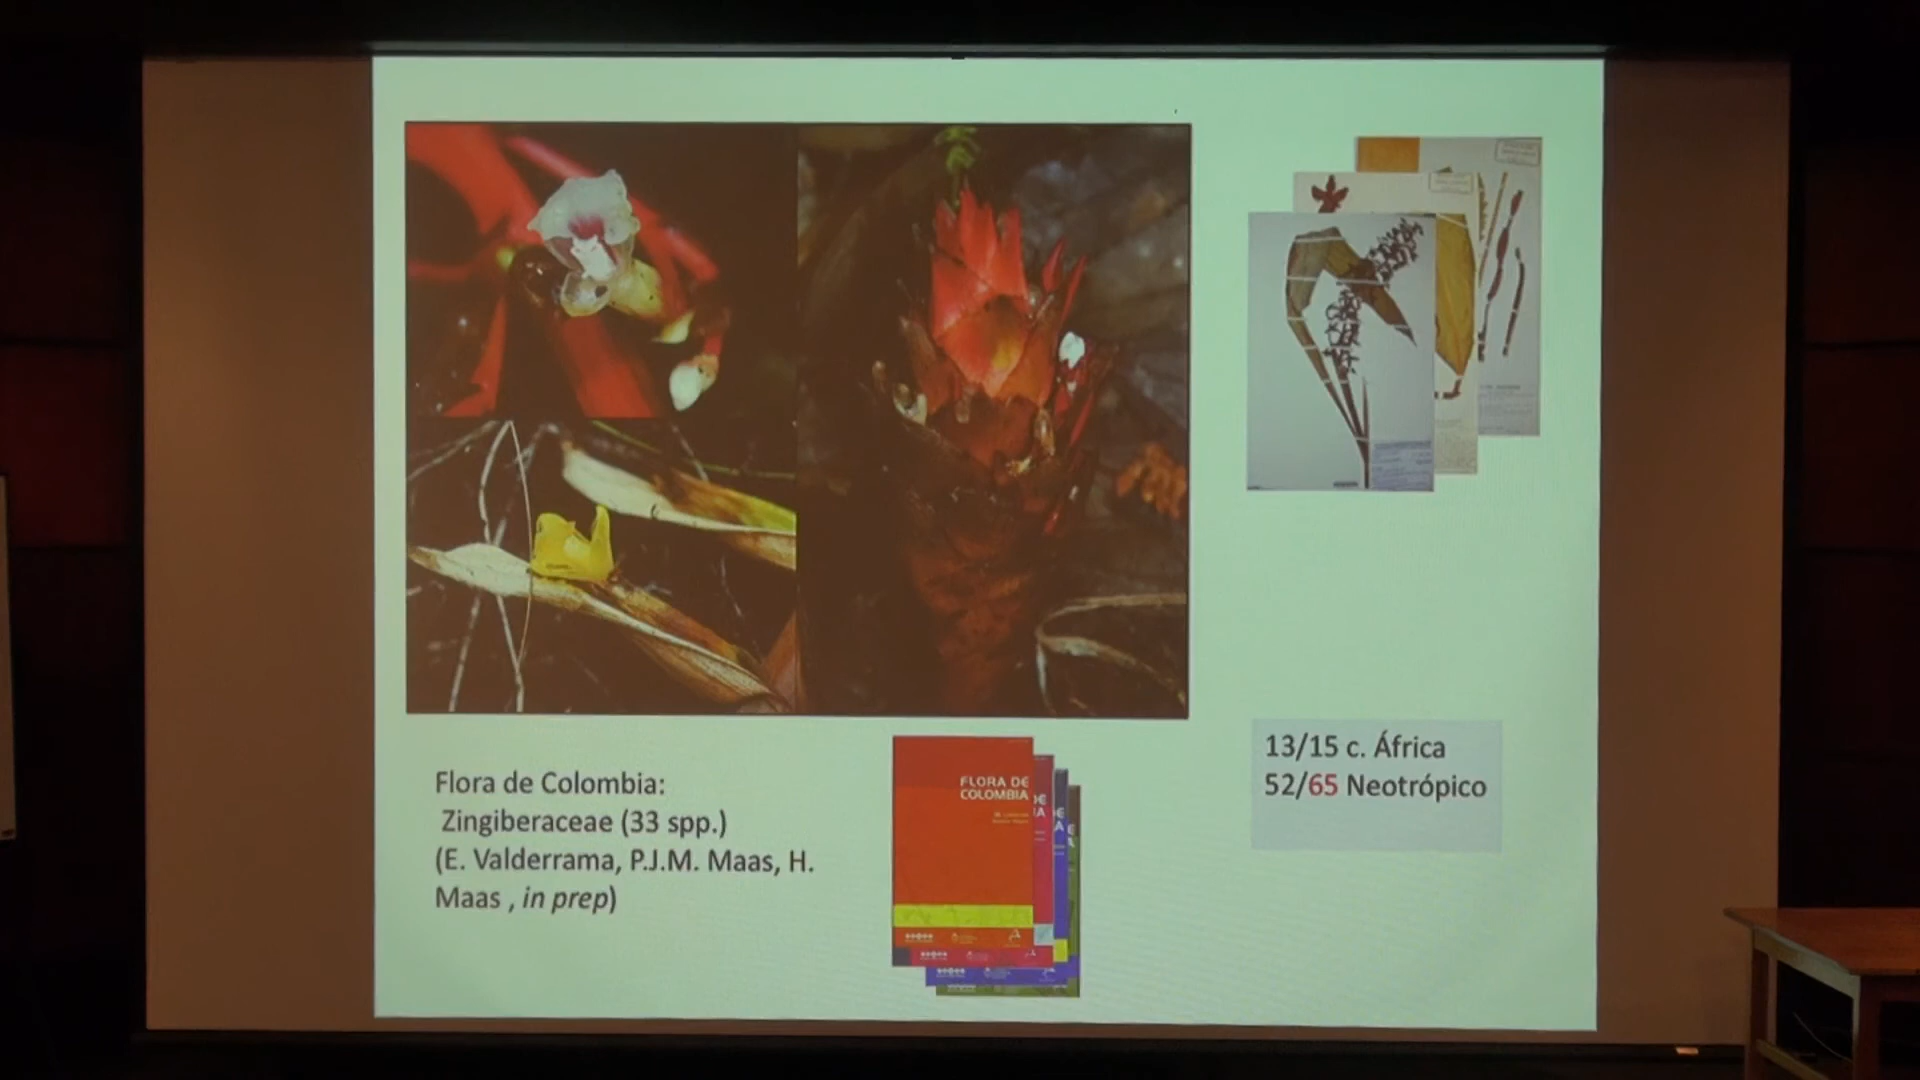 Flora de Colombia:
Zingiberaceae (33 spp.)
(E. Valderrama, P.J.M. Maas, H.
Maas , in prep)
FLORA DE
COLOMBIA
13/15 c. África
52/65 Neotrópico